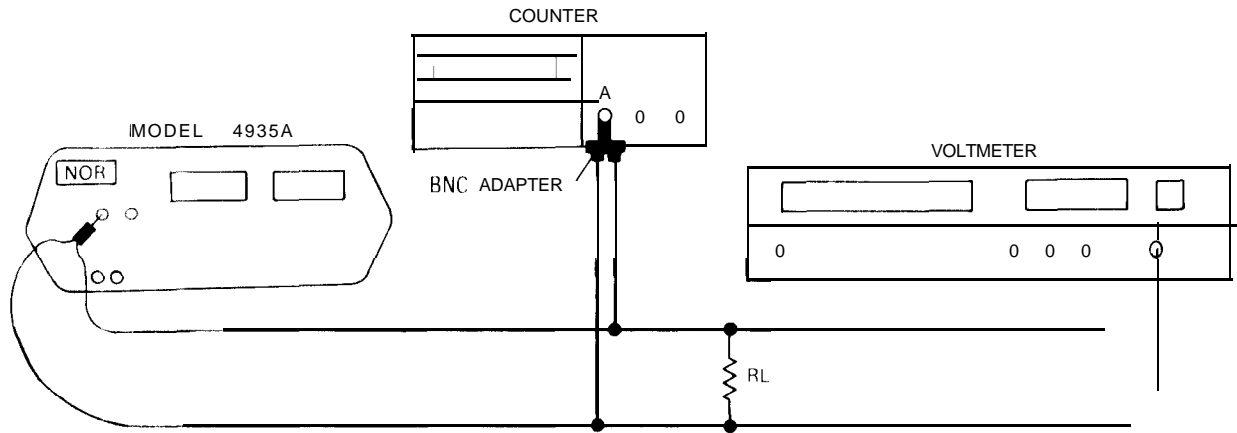 COUNTER
A
0 0
MODEL 4935A
NOR
BNC ADAPTER
VOLTMETER
0 0 0 0
RL